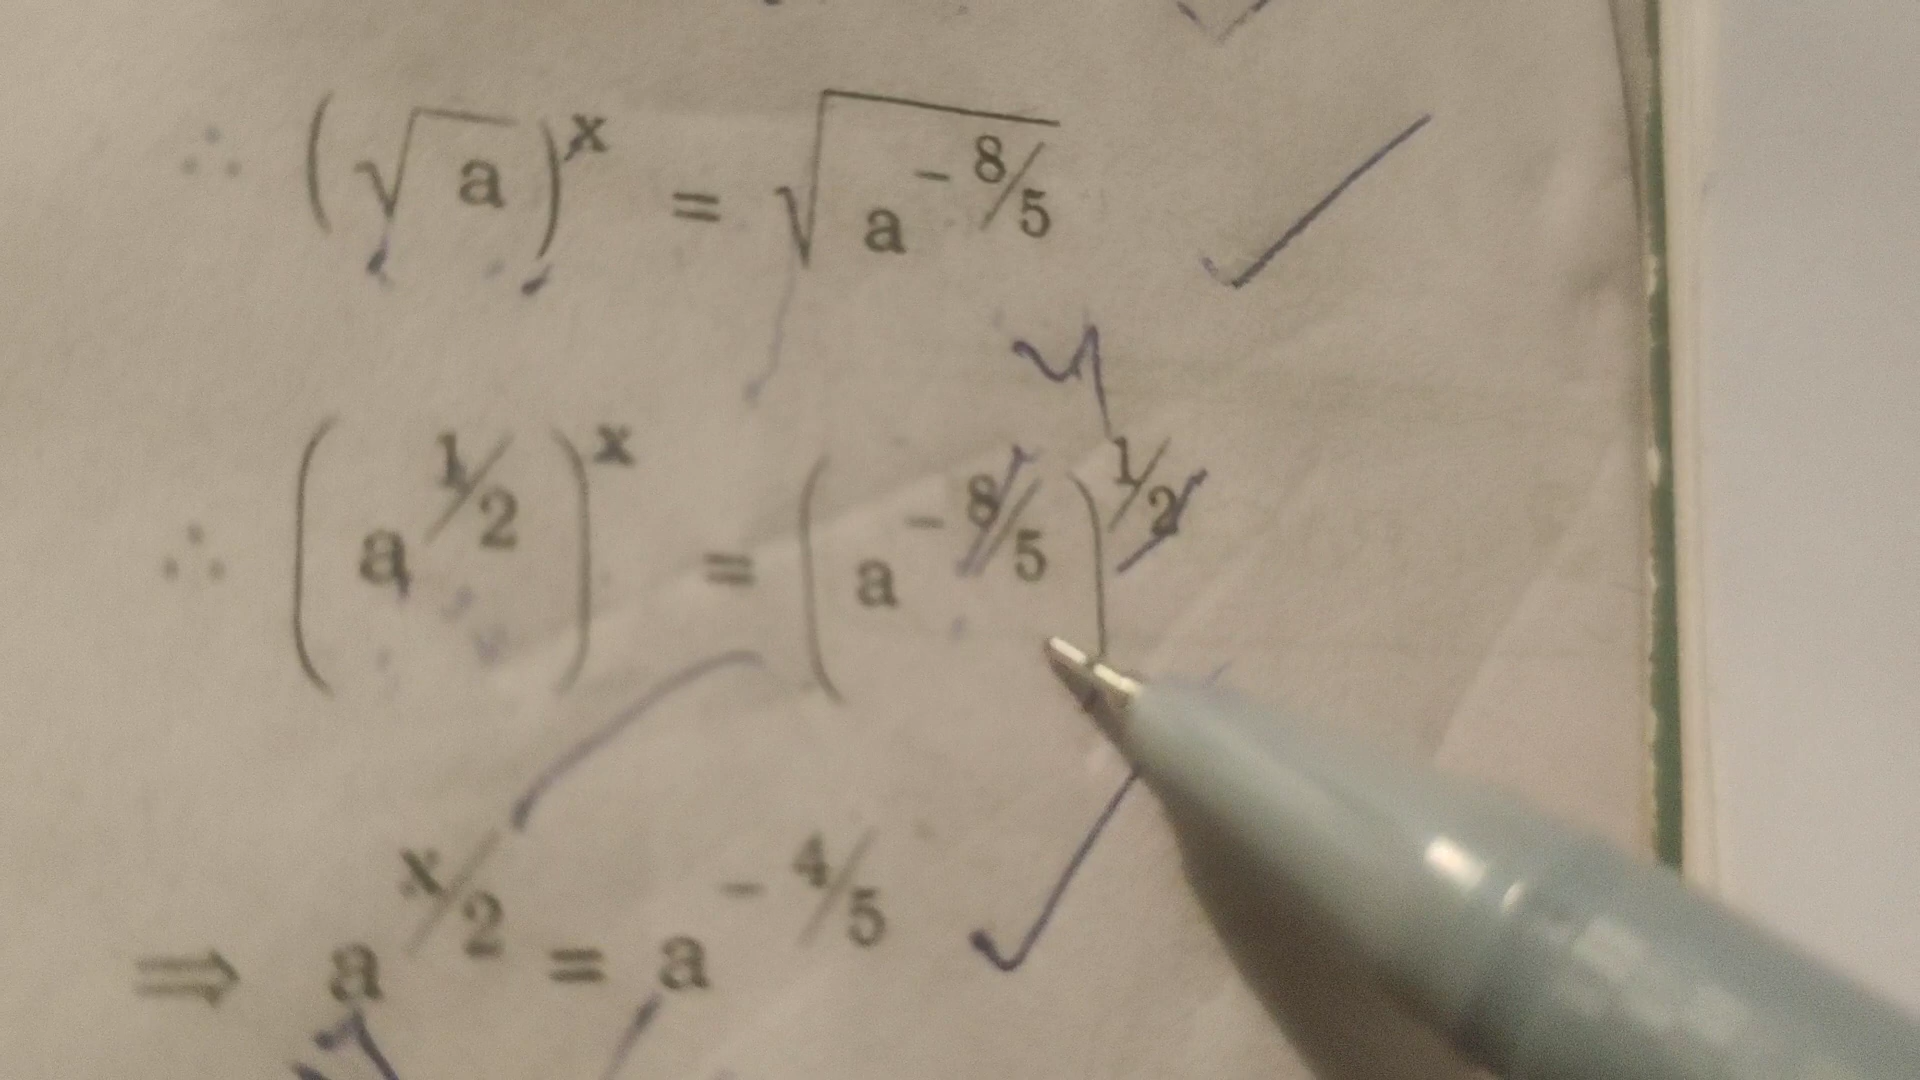 ∴ (√a)^x = √(a^(-8/5))
∴ (a^(1/2))^x = (a^(-8/5))^(1/2)
⇒ a^(x/2) = a^(-4/5)